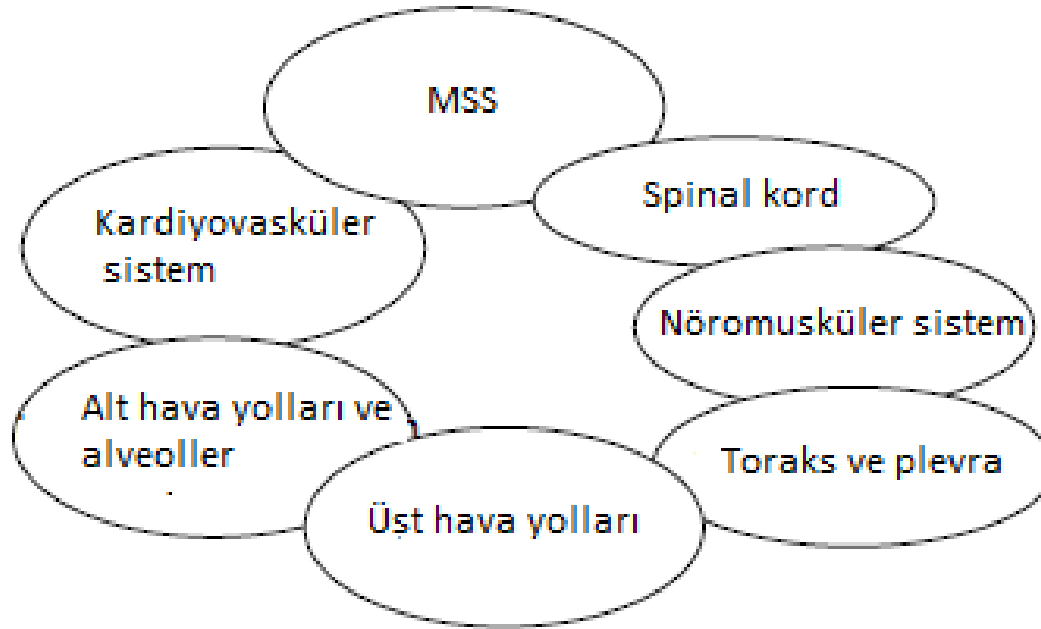 MSS
Spinal kord
Kardiyovasküler
sistem
Nöromusküler sistem
Alt hava yolları ve
alveoller
Toraks ve plevra
Üst hava yolları